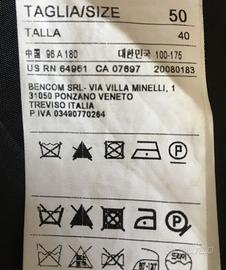 TAGLIA/SIZE 50
TALLA 40
中国 96 A 180 대한민국 100-175
US RN 64961 CA 07697 20080183
BENCOM SRL- VIA VILLA MINELLI, 1
31050 PONZANO VENETO
TREVISO ITALIA
P.IVA 03490770264
P